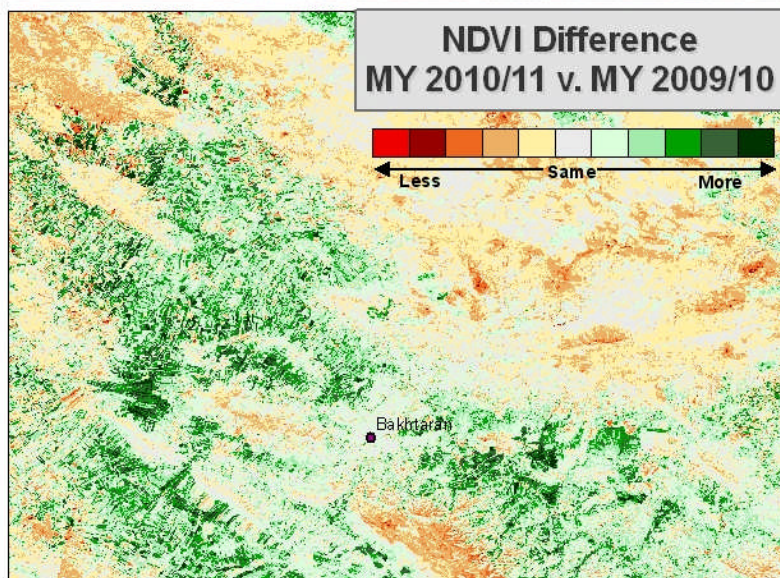 NDVI Difference
MY 2010/11 v. MY 2009/10
Same
Less
More
Bakhtaran